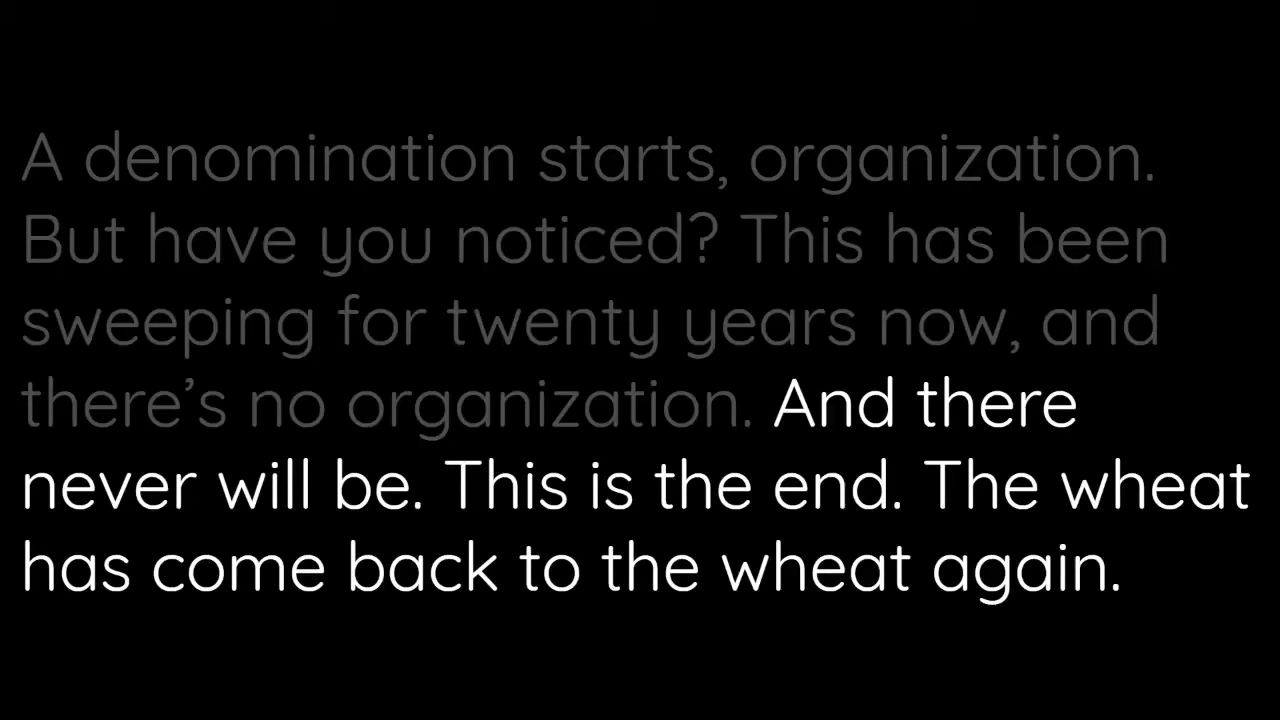 A denomination starts, organization.
But have you noticed? This has been
sweeping for twenty years now, and
there’s no organization. And there
never will be. This is the end. The wheat
has come back to the wheat again.